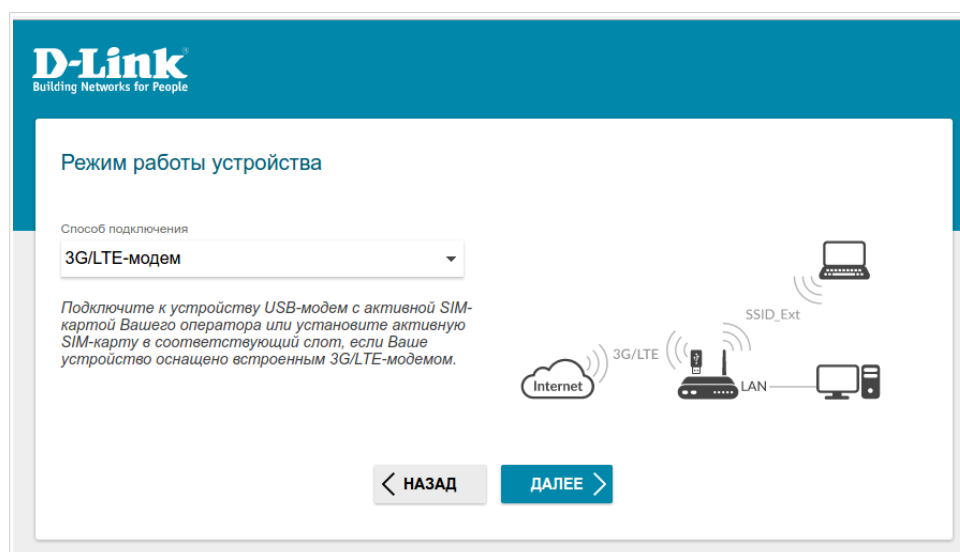 D-Link
Building Networks for People
Режим работы устройства
Способ подключения
3G/LTE-модем
Подключите к устройству USB-модем с активной SIM-
картой Вашего оператора или установите активную
SIM-карту в соответствующий слот, если Ваше
устройство оснащено встроенным 3G/LTE-модемом.
SSID_Ext
3G/LTE
Internet
LAN
НАЗАД
ДАЛЕЕ